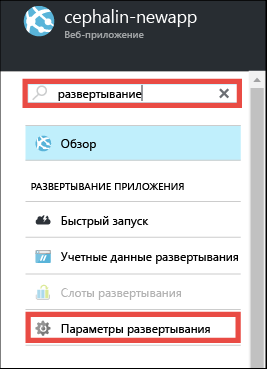 cephalin-newapp
Веб-приложение
развертывание
Обзор
РАЗВЕРТЫВАНИЕ ПРИЛОЖЕНИЯ
Быстрый запуск
Учетные данные развертывания
Слоты развертывания
Параметры развертывания